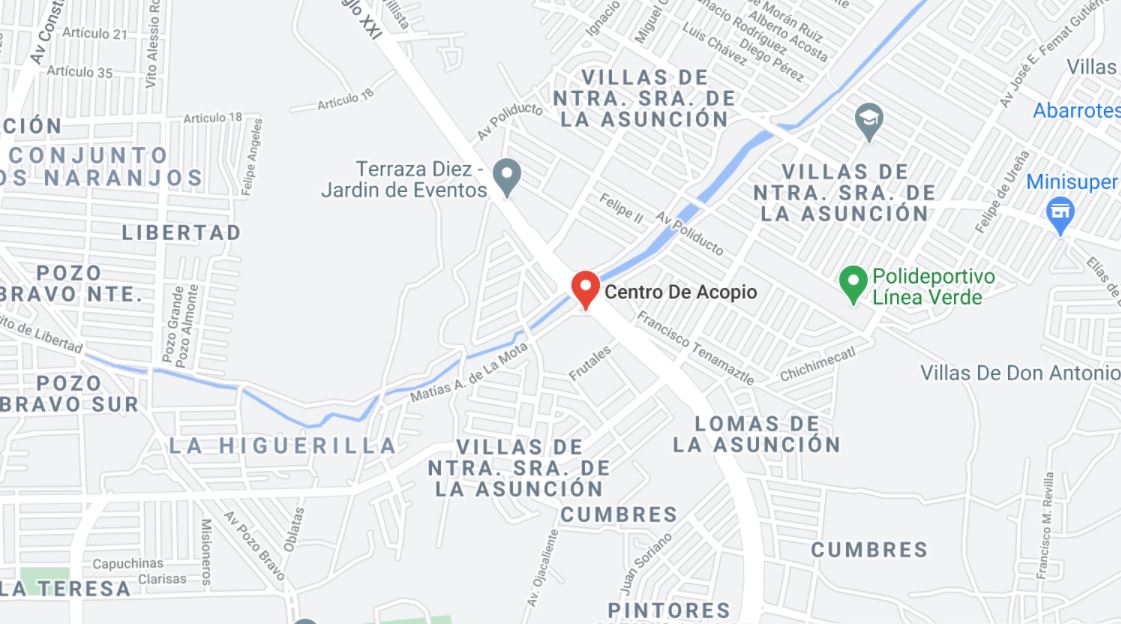 Av Const
Artículo 21
Artículo 35
Vito Alessio Ro
glo XXI
rillista
Ignacio
Miguel
Morán Ruiz
Alberto Acosta
Ignacio Rodríguez
Luis Chávez
Diego Pérez
Av José E. Femat Gutiérr
Villas
Abarrotes
Artículo 18
Artículo 18
Felipe Angeles
CIÓN
CONJUNTO
OS NARANJOS
VILLAS DE
NTRA. SRA. DE
LA ASUNCIÓN
Av Poliducto
Terraza Diez -
Jardin de Eventos
VILLAS DE
NTRA. SRA. DE
LA ASUNCIÓN
Felipe de Ureña
Minisuper
Felipe II
Av Poliducto
LIBERTAD
POZO
BRAVO NTE.
Pozo Grande
Pozo Almonte
Centro De Acopio
Polideportivo
Línea Verde
Elías de
ito de Libertad
Francisco Tenamaztle
Chichimecatl
Matías A. de La Mota
Frutales
Villas De Don Antonio
POZO
BRAVO SUR
LA HIGUERILLA
LOMAS DE
LA ASUNCIÓN
VILLAS DE
NTRA. SRA. DE
LA ASUNCIÓN
CUMBRES
CUMBRES
Francisco M. Revilla
Av Pozo Bravo
Oblatas
Misioneros
Capuchinas
Clarisas
LA TERESA
Av. Ojacaliente
Juan Soriano
PINTORES